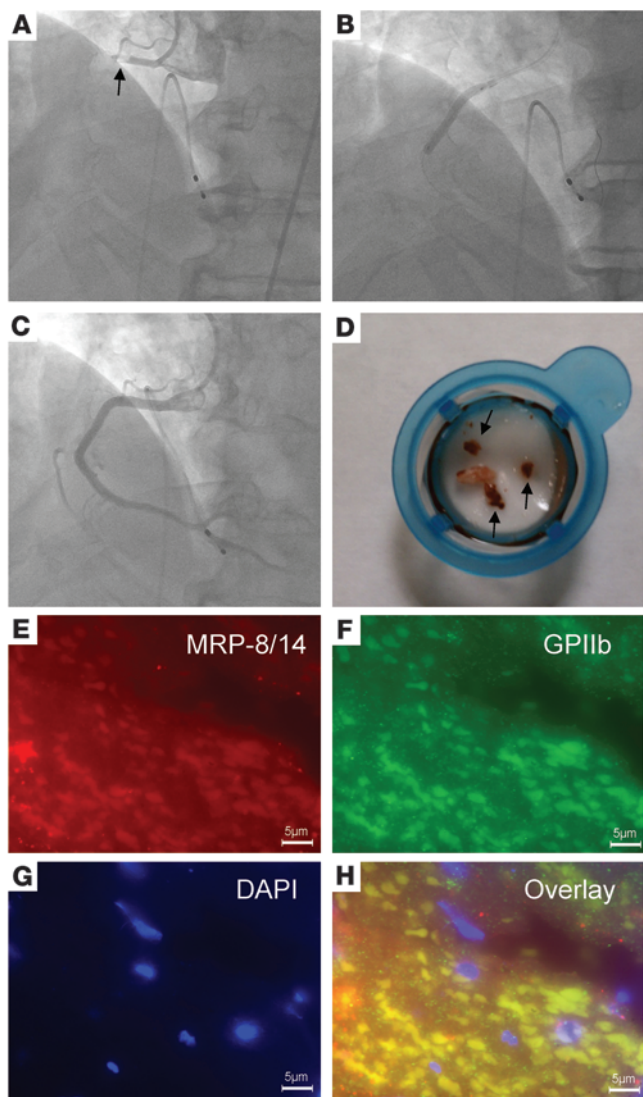 A
B
C
D
E
MRP-8/14
5μm
F
GPIIb
5μm
G
DAPI
5μm
H
Overlay
5μm